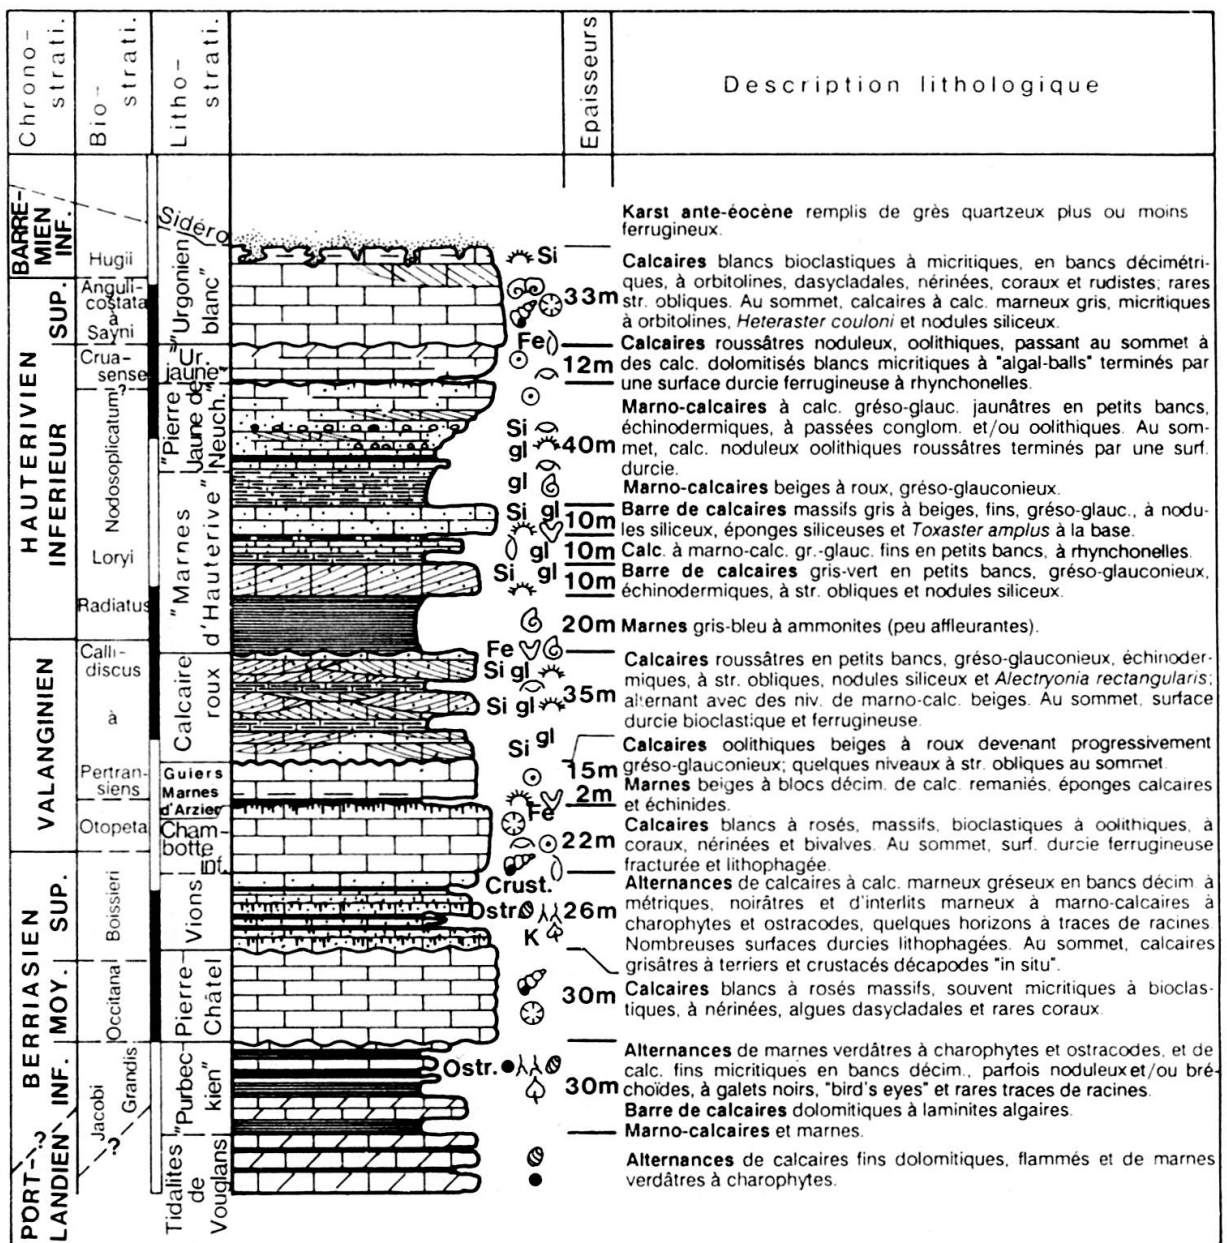 Chrono-
strati.
Bio-
strati.
Litho-
strati.
Epaisseurs
Description lithologique
BARRE-
MIEN
INF.
HAUTERIVIEN
SUP.
INFERIEUR
VALANGINIEN
BERRIASIEN
SUP.
MOY.
INF.
PORT-?
LANDIEN
Hugii
Anguli-
costata
à
Sayni
Crua-
sense
?
Nodosoplicatum
Loryi
Radiatus
Calli-
discus
à
Pertran-
siens
Otopeta
Boissieri
Occitana
Grandis
Jacobi
?
Sidéro
"Urgonien
blanc"
"Ur.
jaune"
"Pierre
Jaune de
Neuch."
"Marnes
d'Hauterive"
Calcaire
roux
Guiers
Marnes
d'Arzier
Cham-
botte
inf.
Vions
Pierre-
Châtel
"Purbec-
kien"
Tidalites
de
Vouglans
Si
Fe
Si
gl
gl
Si gl
gl
Si gl
Fe
Si gl
Si gl
Si gl
Fe
Crust.
Ostr.
K
Ostr.
33m
12m
40m
10m
10m
10m
20m
35m
15m
2m
22m
26m
30m
30m
Karst ante-éocène remplis de grès quartzeux plus ou moins
ferrugineux.
Calcaires blancs bioclastiques à micritiques, en bancs décimétri-
ques, à orbitolines, dasycladales, nérinées, coraux et rudistes; rares
str. obliques. Au sommet, calcaires à calc. marneux gris, micritiques
à orbitolines, Heteraster couloni et nodules siliceux.
Calcaires roussâtres noduleux, oolithiques, passant au sommet à
des calc. dolomitisés blancs micritiques à "algal-balls" terminés par
une surface durcie ferrugineuse à rhynchonelles.
Marno-calcaires à calc. gréso-glauc. jaunâtres en petits bancs,
échinodermiques, à passées conglom. et/ou oolithiques. Au som-
met, calc. noduleux oolithiques roussâtres terminés par une surf.
durcie.
Marno-calcaires beiges à roux, gréso-glauconieux.
Barre de calcaires massifs gris à beiges, fins, gréso-glauc., à nodu-
les siliceux, éponges siliceuses et Toxaster amplus à la base.
Calc. à marno-calc. gr.-glauc. fins en petits bancs, à rhynchonelles.
Barre de calcaires gris-vert en petits bancs, gréso-glauconieux,
échinodermiques, à str. obliques et nodules siliceux.
Marnes gris-bleu à ammonites (peu affleurantes).
Calcaires roussâtres en petits bancs, gréso-glauconieux, échinoder-
miques, à str. obliques, nodules siliceux et Alectryonia rectangularis;
alternant avec des niv. de marno-calc. beiges. Au sommet, surface
durcie bioclastique et ferrugineuse.
Calcaires oolithiques beiges à roux devenant progressivement
gréso-glauconieux; quelques niveaux à str. obliques au sommet.
Marnes beiges à blocs décim. de calc. remaniés, éponges calcaires
et échinides.
Calcaires blancs à rosés, massifs, bioclastiques à oolithiques, à
coraux, nérinées et bivalves. Au sommet, surf. durcie ferrugineuse
fracturée et lithophagée.
Alternances de calcaires à calc. marneux gréseux en bancs décim. à
métriques, noirâtres et d'interlits marneux à marno-calcaires à
charophytes et ostracodes, quelques horizons à traces de racines.
Nombreuses surfaces durcies lithophagées. Au sommet, calcaires
grisâtres à terriers et crustacés décapodes "in situ".
Calcaires blancs à rosés massifs, souvent micritiques à bioclas-
tiques, à nérinées, algues dasycladales et rares coraux.
Alternances de marnes verdâtres à charophytes et ostracodes, et de
calc. fins micritiques en bancs décim., parfois noduleux et/ou bré-
choïdes, à galets noirs, "bird's eyes" et rares traces de racines.
Barre de calcaires dolomitiques à laminites algaires.
Marno-calcaires et marnes.
Alternances de calcaires fins dolomitiques, flammés et de marnes
verdâtres à charophytes.